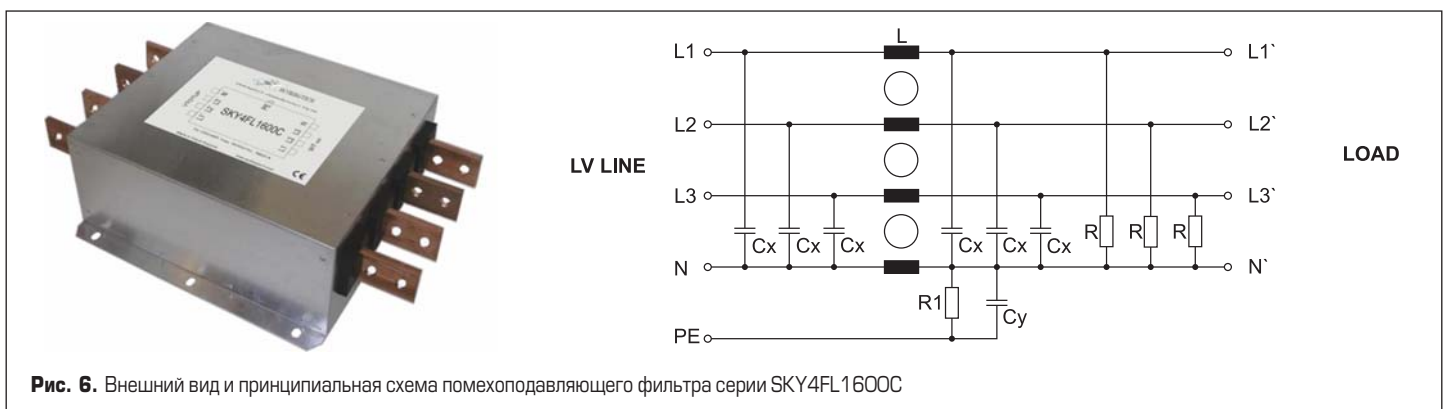 SKY4FL1600C
L1
L
L1`
L2
L2`
LV LINE
LOAD
L3
L3`
Cx Cx Cx Cx Cx Cx R R R
N
N`
R1
Cy
PE
Рис. 6. Внешний вид и принципиальная схема помехоподавляющего фильтра серии SKY4FL1600C